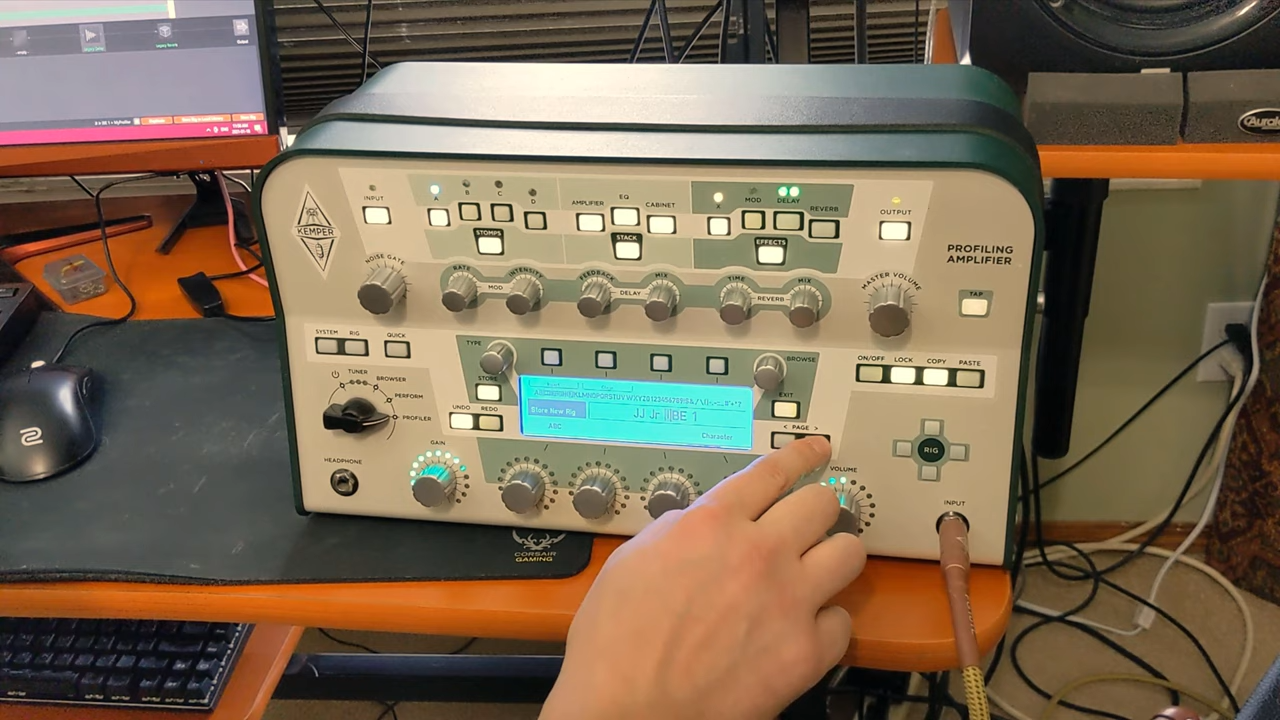 A
B
C
D
INPUT
AMPLIFIER
EQ
CABINET
X
MOD
DELAY
REVERB
OUTPUT
KEMPER
STOMPS
STACK
EFFECTS
PROFILING
AMPLIFIER
NOISE GATE
RATE
INTENSITY
MOD
FEEDBACK
MIX
DELAY
TIME
MIX
REVERB
MASTER VOLUME
TAP
SYSTEM
RIG
QUICK
TYPE
BROWSE
ON/OFF
LOCK
COPY
PASTE
TUNER
BROWSER
PERFORM
PROFILER
STORE
EXIT
UNDO
REDO
Store New Rig
ABC
Character
< PAGE >
RIG
GAIN
VOLUME
HEADPHONE
INPUT
CORSAIR
GAMING